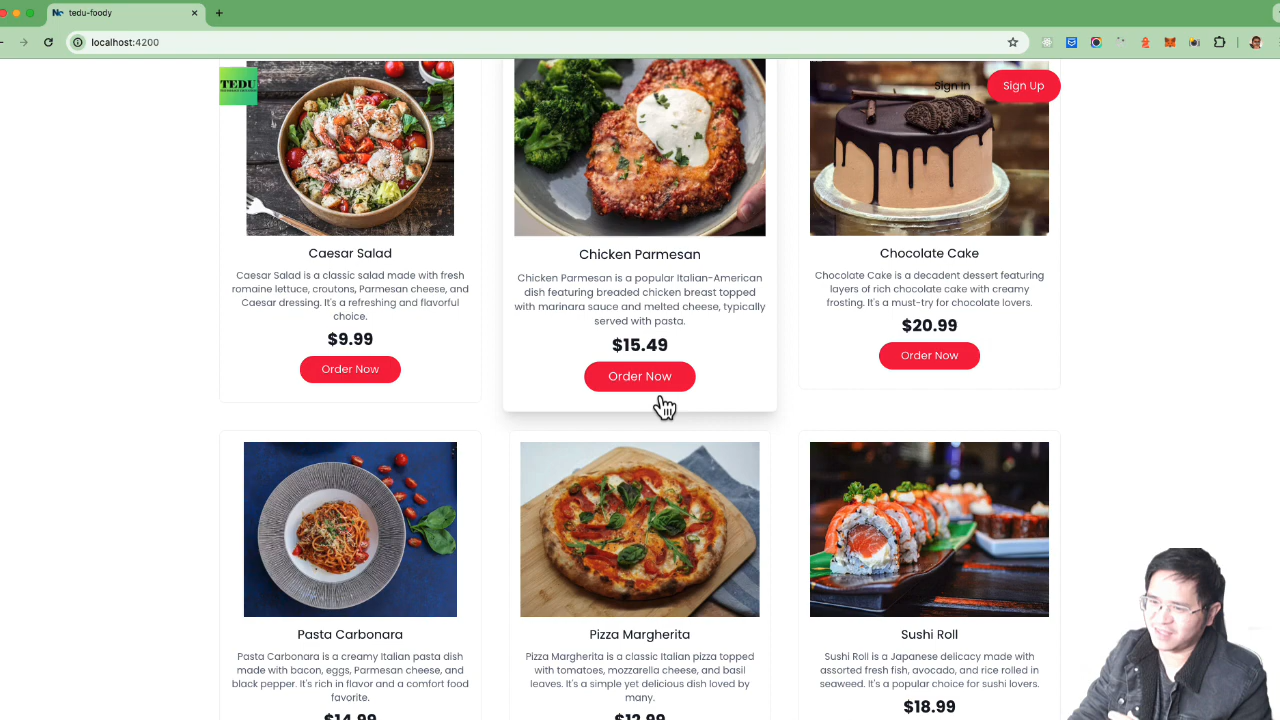 tedu-foody
localhost:4200
TEDU
Sign In
Sign Up
Caesar Salad
Caesar Salad is a classic salad made with fresh
romaine lettuce, croutons, Parmesan cheese, and
Caesar dressing. It's a refreshing and flavorful
choice.
$9.99
Order Now
Chicken Parmesan
Chicken Parmesan is a popular Italian-American
dish featuring breaded chicken breast topped
with marinara sauce and melted cheese, typically
served with pasta.
$15.49
Order Now
Chocolate Cake
Chocolate Cake is a decadent dessert featuring
layers of rich chocolate cake with creamy
frosting. It's a must-try for chocolate lovers.
$20.99
Order Now
Pasta Carbonara
Pasta Carbonara is a creamy Italian pasta dish
made with bacon, eggs, Parmesan cheese, and
black pepper. It's rich in flavor and a comfort food
favorite.
$14.99
Pizza Margherita
Pizza Margherita is a classic Italian pizza topped
with tomatoes, mozzarella cheese, and basil
leaves. It's a simple yet delicious dish loved by
many.
$12.99
Sushi Roll
Sushi Roll is a Japanese delicacy made with
assorted fresh fish, avocado, and rice rolled in
seaweed. It's a popular choice for sushi lovers.
$18.99